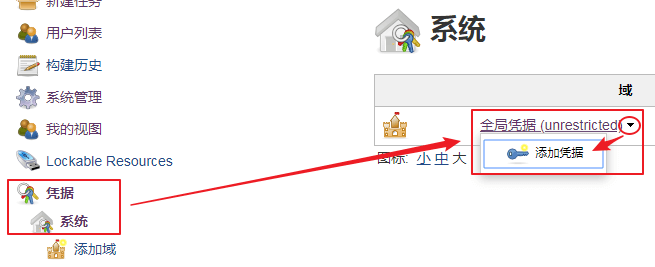 新建任务
用户列表
构建历史
系统管理
我的视图
Lockable Resources
凭据
系统
添加域
系统
域
全局凭据 (unrestricted)
添加凭据
图标: 小 中 大